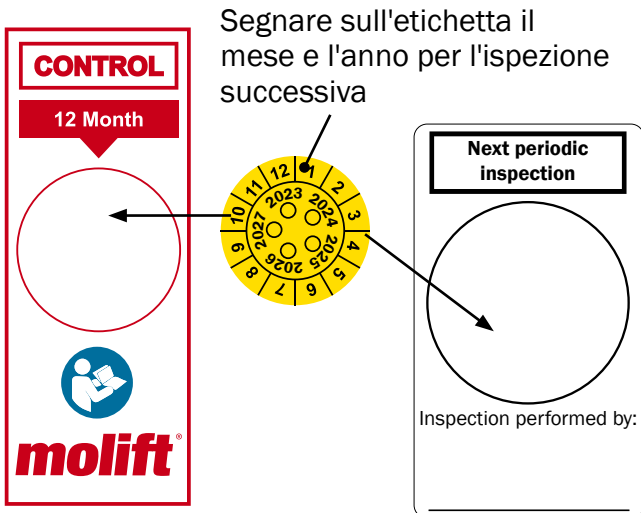 Segnare sull'etichetta il
mese e l'anno per l'ispezione
successiva
CONTROL
12 Month
molift®
12 1 2 3 4 5 6 7 8 9 10 11
2023 2024 2025 2026 2027
Next periodic
inspection
Inspection performed by: